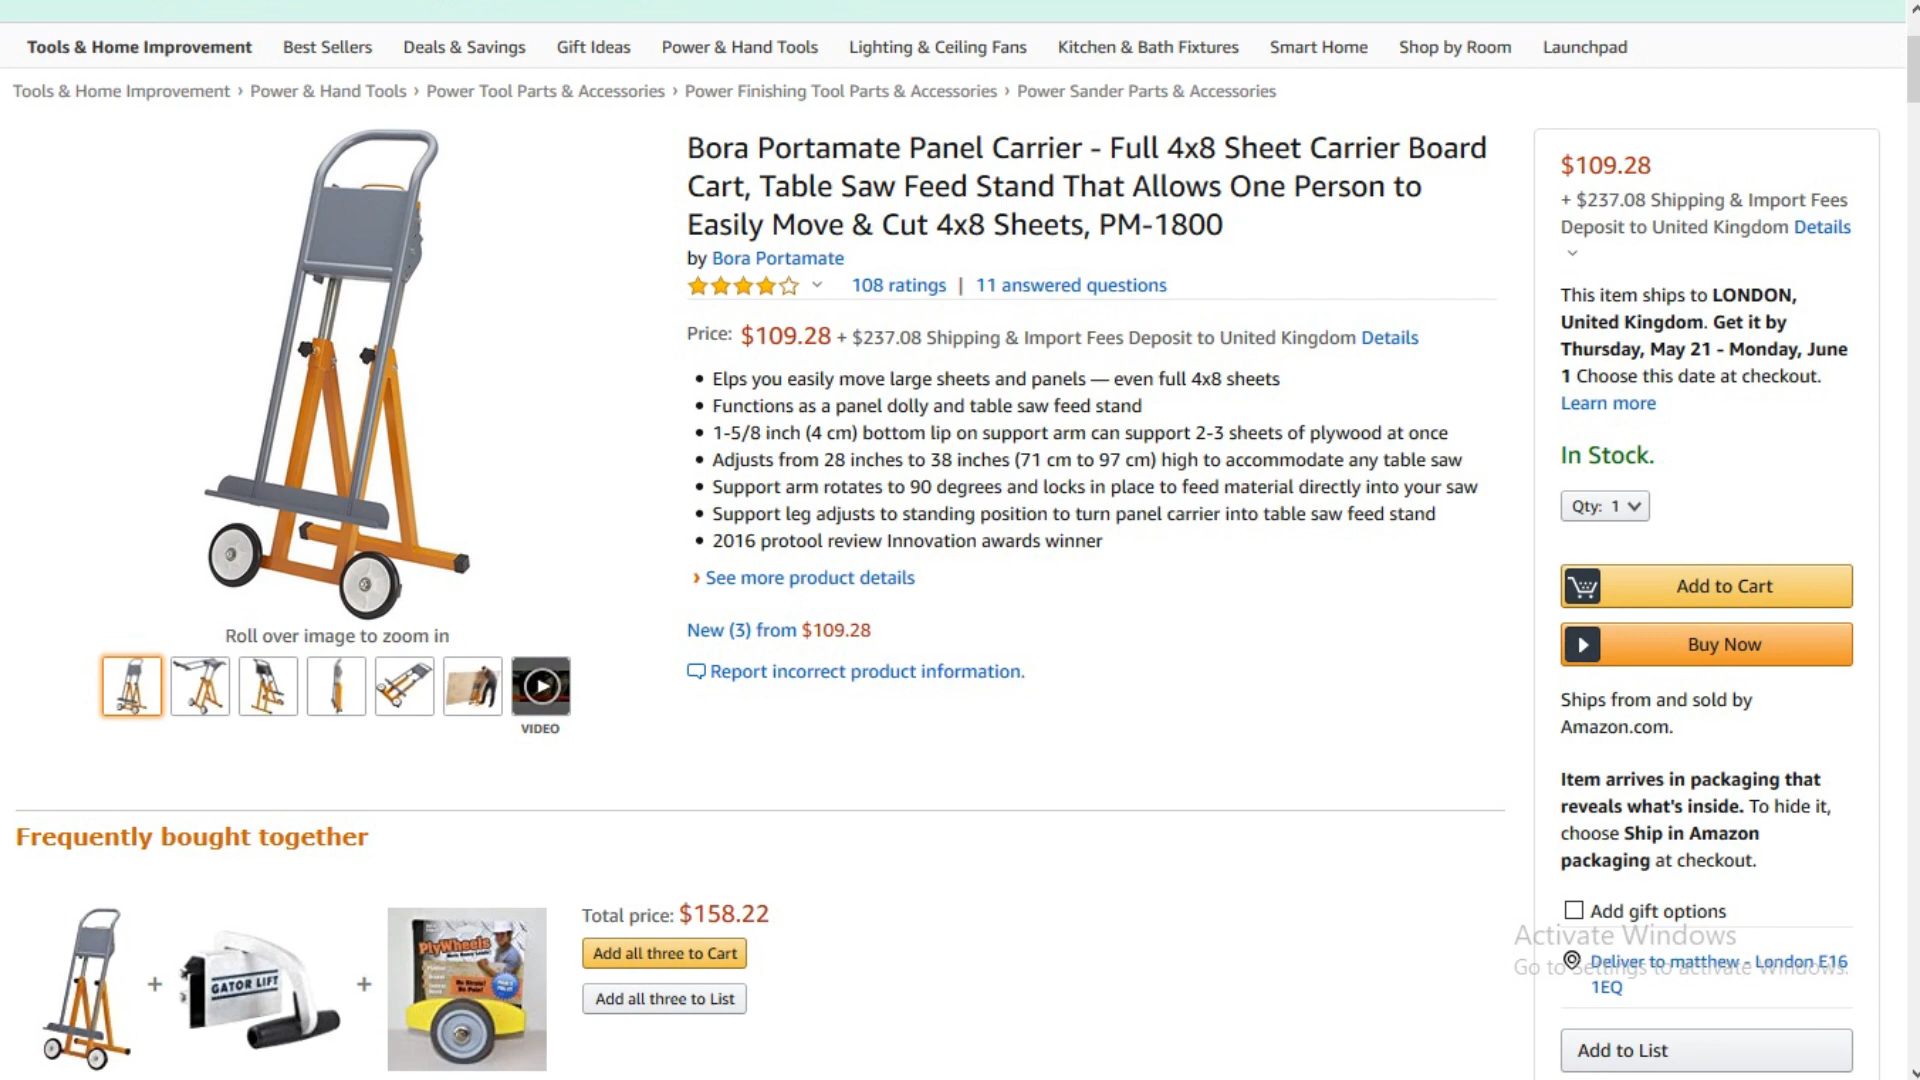 Tools & Home Improvement Best Sellers Deals & Savings Gift Ideas Power & Hand Tools Lighting & Ceiling Fans Kitchen & Bath Fixtures Smart Home Shop by Room Launchpad
Tools & Home Improvement › Power & Hand Tools › Power Tool Parts & Accessories › Power Finishing Tool Parts & Accessories › Power Sander Parts & Accessories
Bora Portamate Panel Carrier - Full 4x8 Sheet Carrier Board
Cart, Table Saw Feed Stand That Allows One Person to
Easily Move & Cut 4x8 Sheets, PM-1800
by Bora Portamate
108 ratings | 11 answered questions
Price: $109.28 + $237.08 Shipping & Import Fees Deposit to United Kingdom Details
• Elps you easily move large sheets and panels — even full 4x8 sheets
• Functions as a panel dolly and table saw feed stand
• 1-5/8 inch (4 cm) bottom lip on support arm can support 2-3 sheets of plywood at once
• Adjusts from 28 inches to 38 inches (71 cm to 97 cm) high to accommodate any table saw
• Support arm rotates to 90 degrees and locks in place to feed material directly into your saw
• Support leg adjusts to standing position to turn panel carrier into table saw feed stand
• 2016 protool review Innovation awards winner
› See more product details
New (3) from $109.28
Report incorrect product information.
Roll over image to zoom in
VIDEO
$109.28
+ $237.08 Shipping & Import Fees
Deposit to United Kingdom Details
This item ships to LONDON,
United Kingdom. Get it by
Thursday, May 21 - Monday, June
1 Choose this date at checkout.
Learn more
In Stock.
Qty: 1
Add to Cart
Buy Now
Ships from and sold by
Amazon.com.
Item arrives in packaging that
reveals what's inside. To hide it,
choose Ship in Amazon
packaging at checkout.
Add gift options
Activate Windows
Go to Settings to activate Windows.
Deliver to matthew - London E16
1EQ
Add to List
Frequently bought together
GATOR LIFT
PlyWheels
Total price: $158.22
Add all three to Cart
Add all three to List